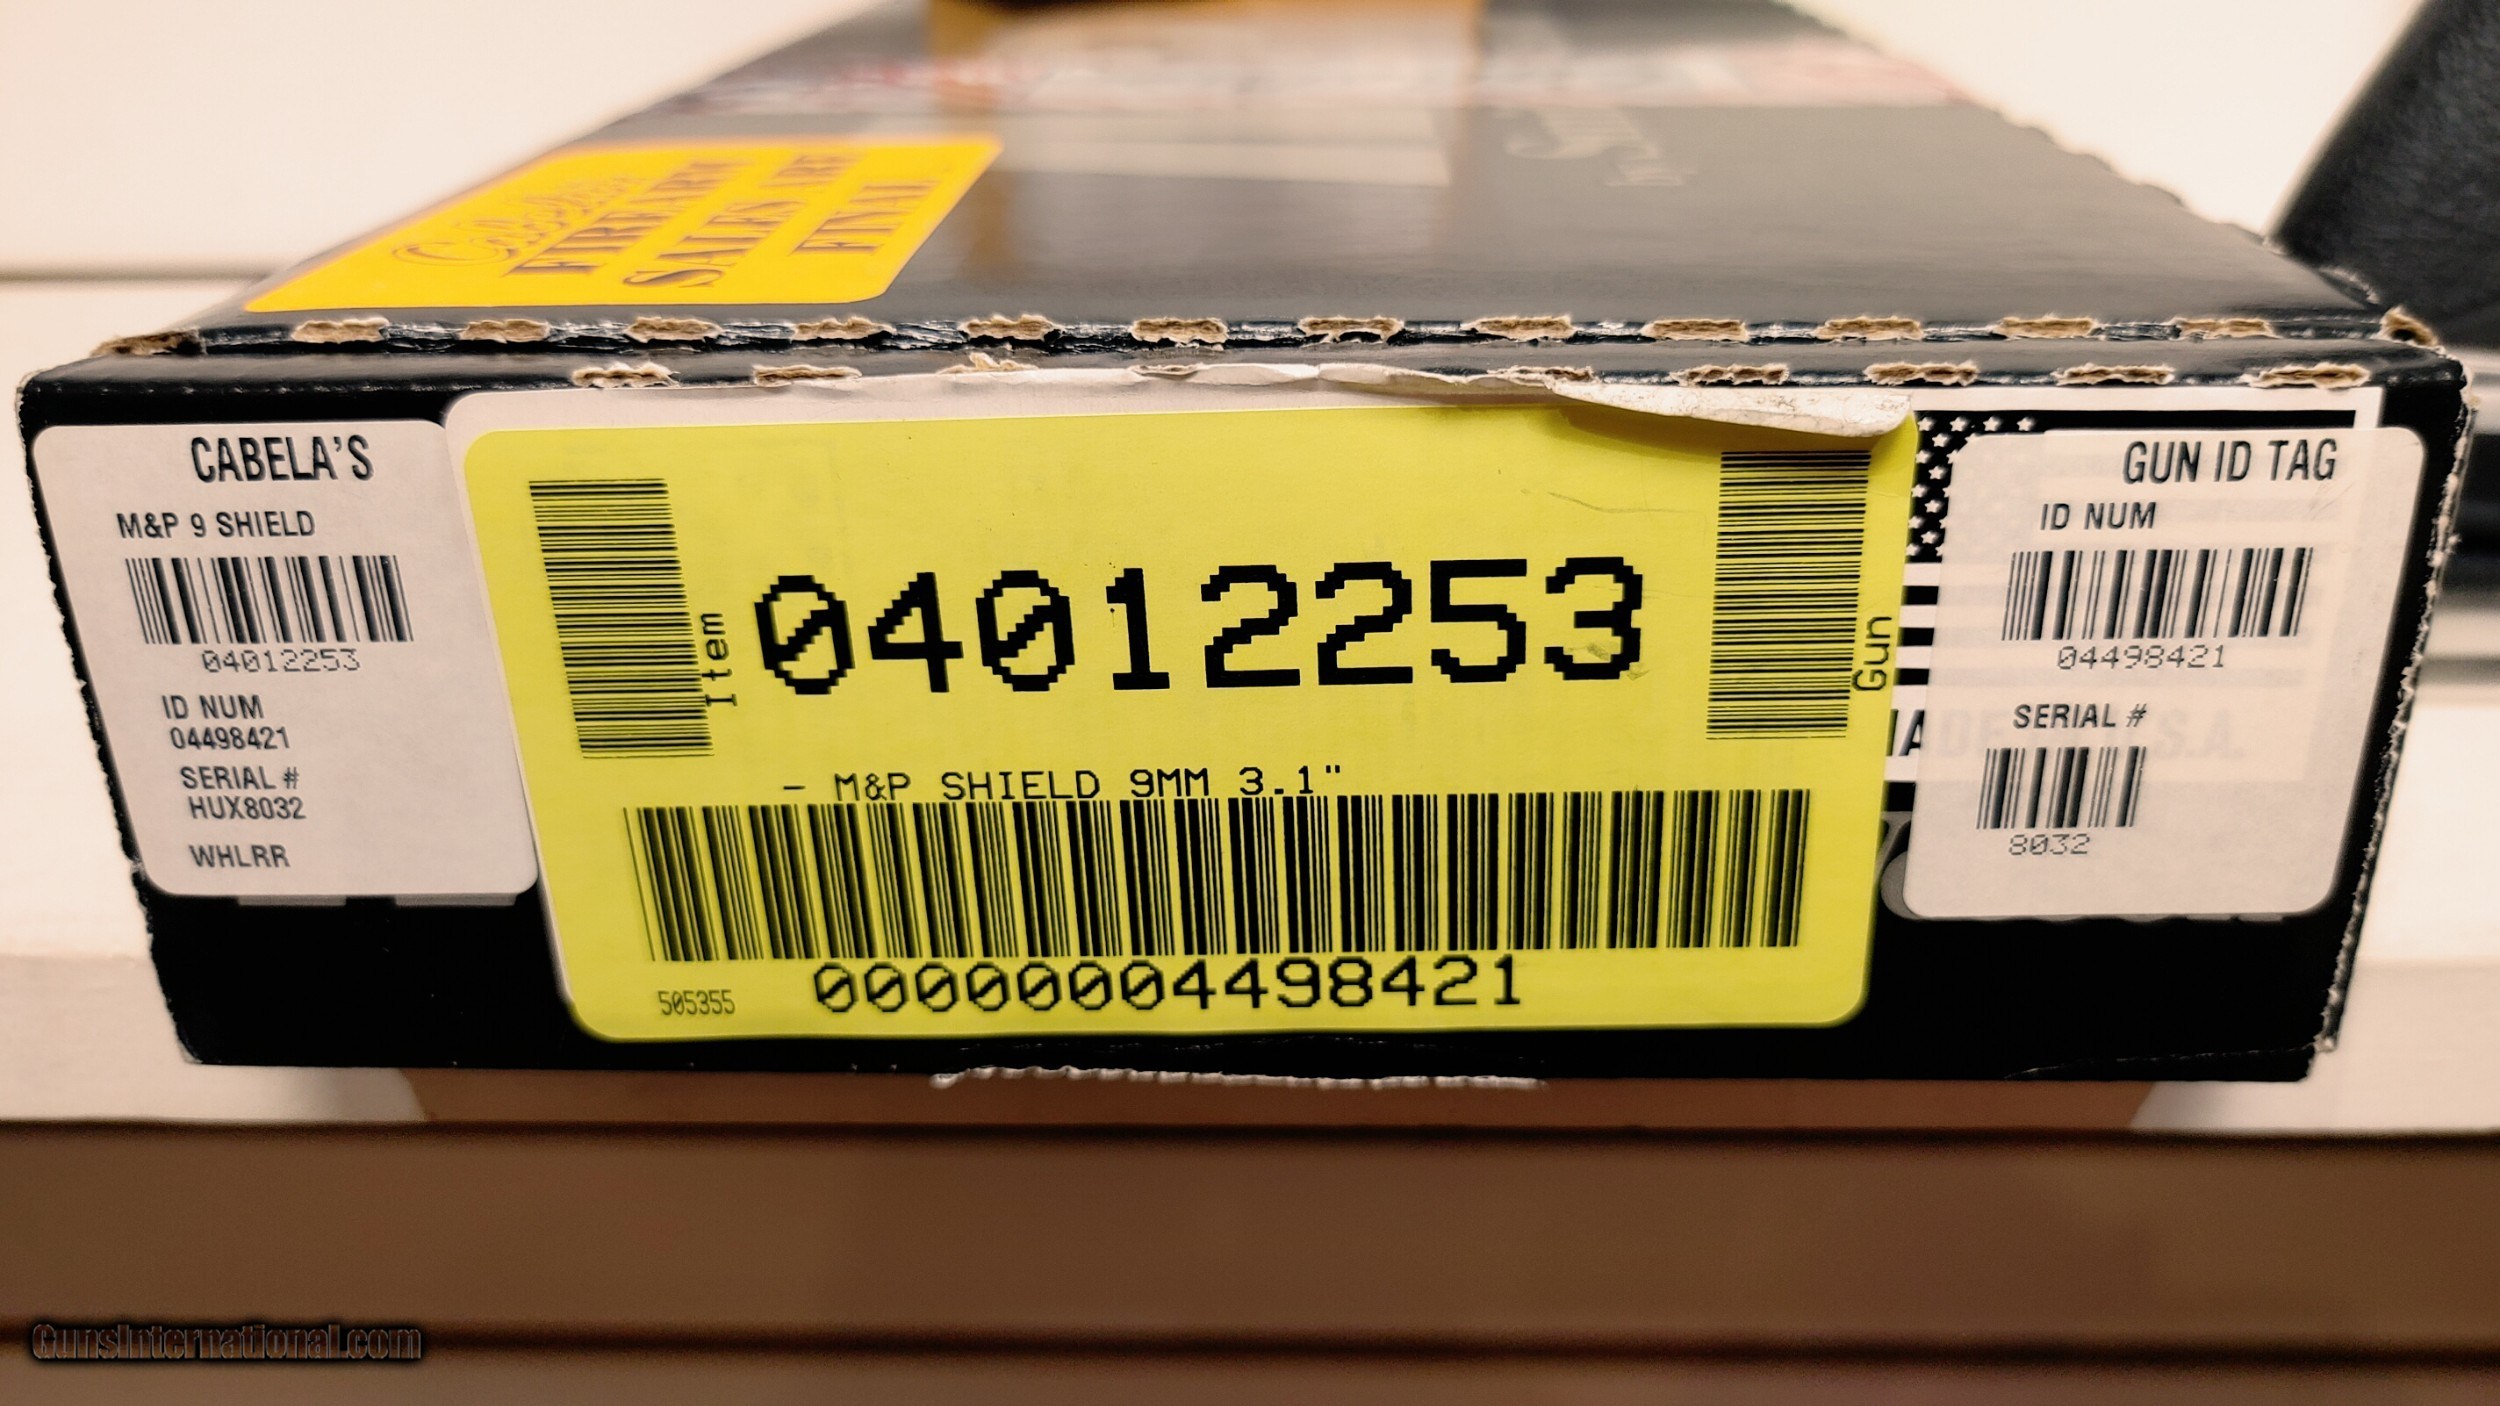 Cabela's
FIREARM
SALES ARE
FINAL
CABELA'S
M&P 9 SHIELD
04012253
ID NUM
04498421
SERIAL #
HUX8032
WHLRR
Item
04012253
Gun
- M&P SHIELD 9MM 3.1"
505355
00000004498421
GUN ID TAG
ID NUM
04498421
SERIAL #
8032
GunsInternational.com